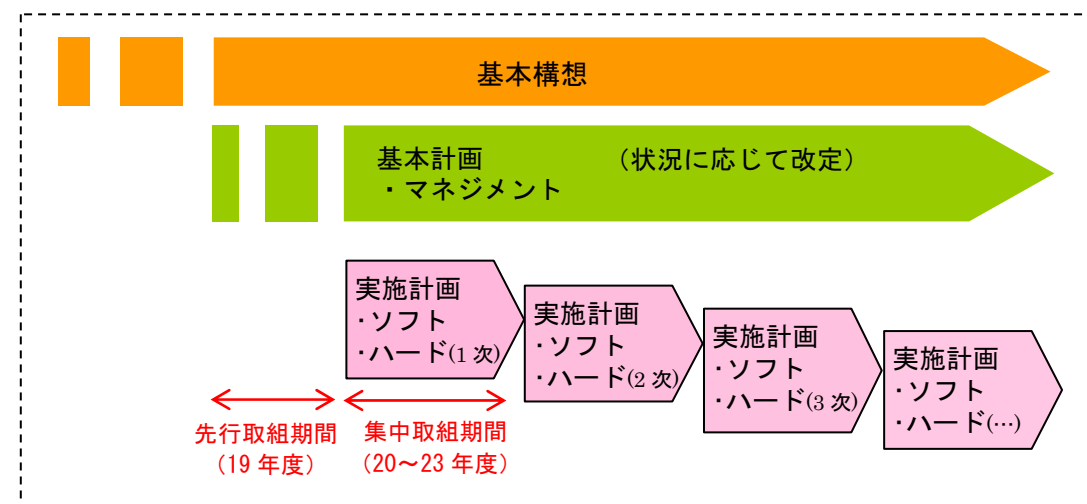 基本構想
基本計画　　　　（状況に応じて改定）
・マネジメント
実施計画
・ソフト
・ハード(1 次)
実施計画
・ソフト
・ハード(2 次)
実施計画
・ソフト
・ハード(3 次)
実施計画
・ソフト
・ハード(…)
先行取組期間
（19 年度）
集中取組期間
（20～23 年度）